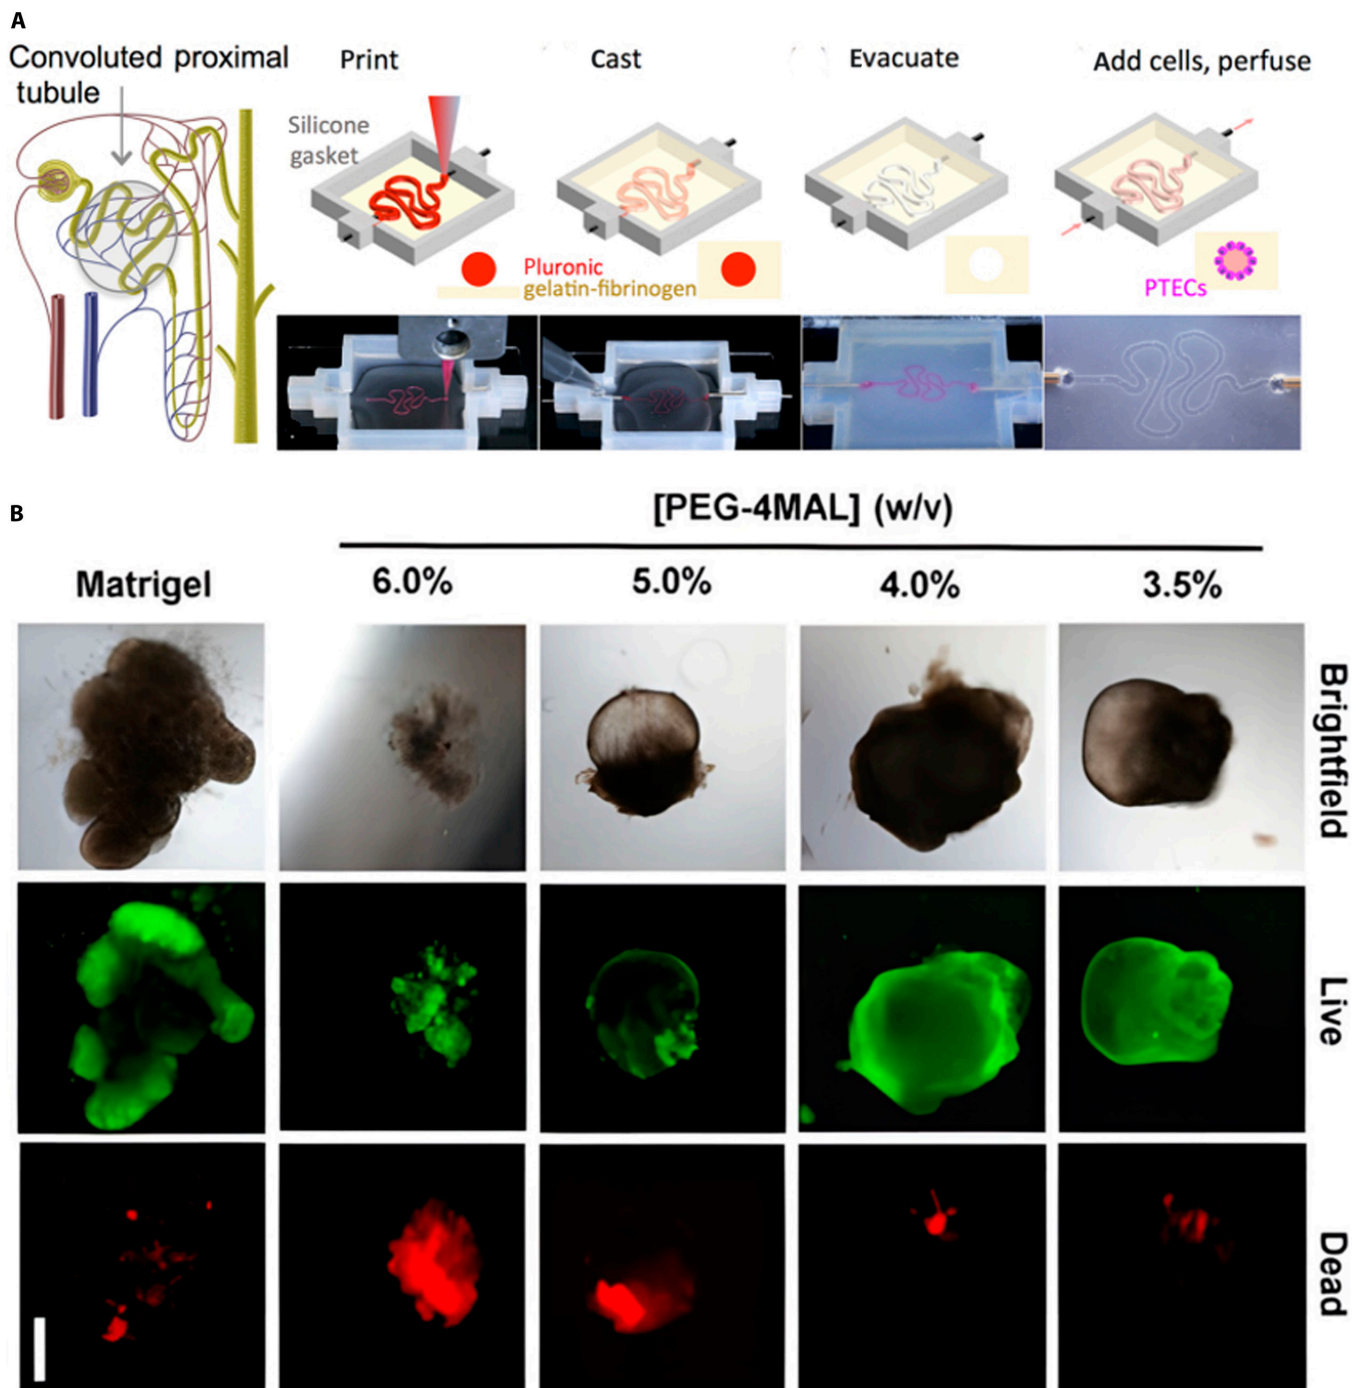 A
Convoluted proximal
tubule
Print
Cast
Evacuate
Add cells, perfuse
Silicone
gasket
Pluronic
gelatin-fibrinogen
PTECs
B
[PEG-4MAL] (w/v)
Matrigel
6.0%
5.0%
4.0%
3.5%
Brightfield
Live
Dead